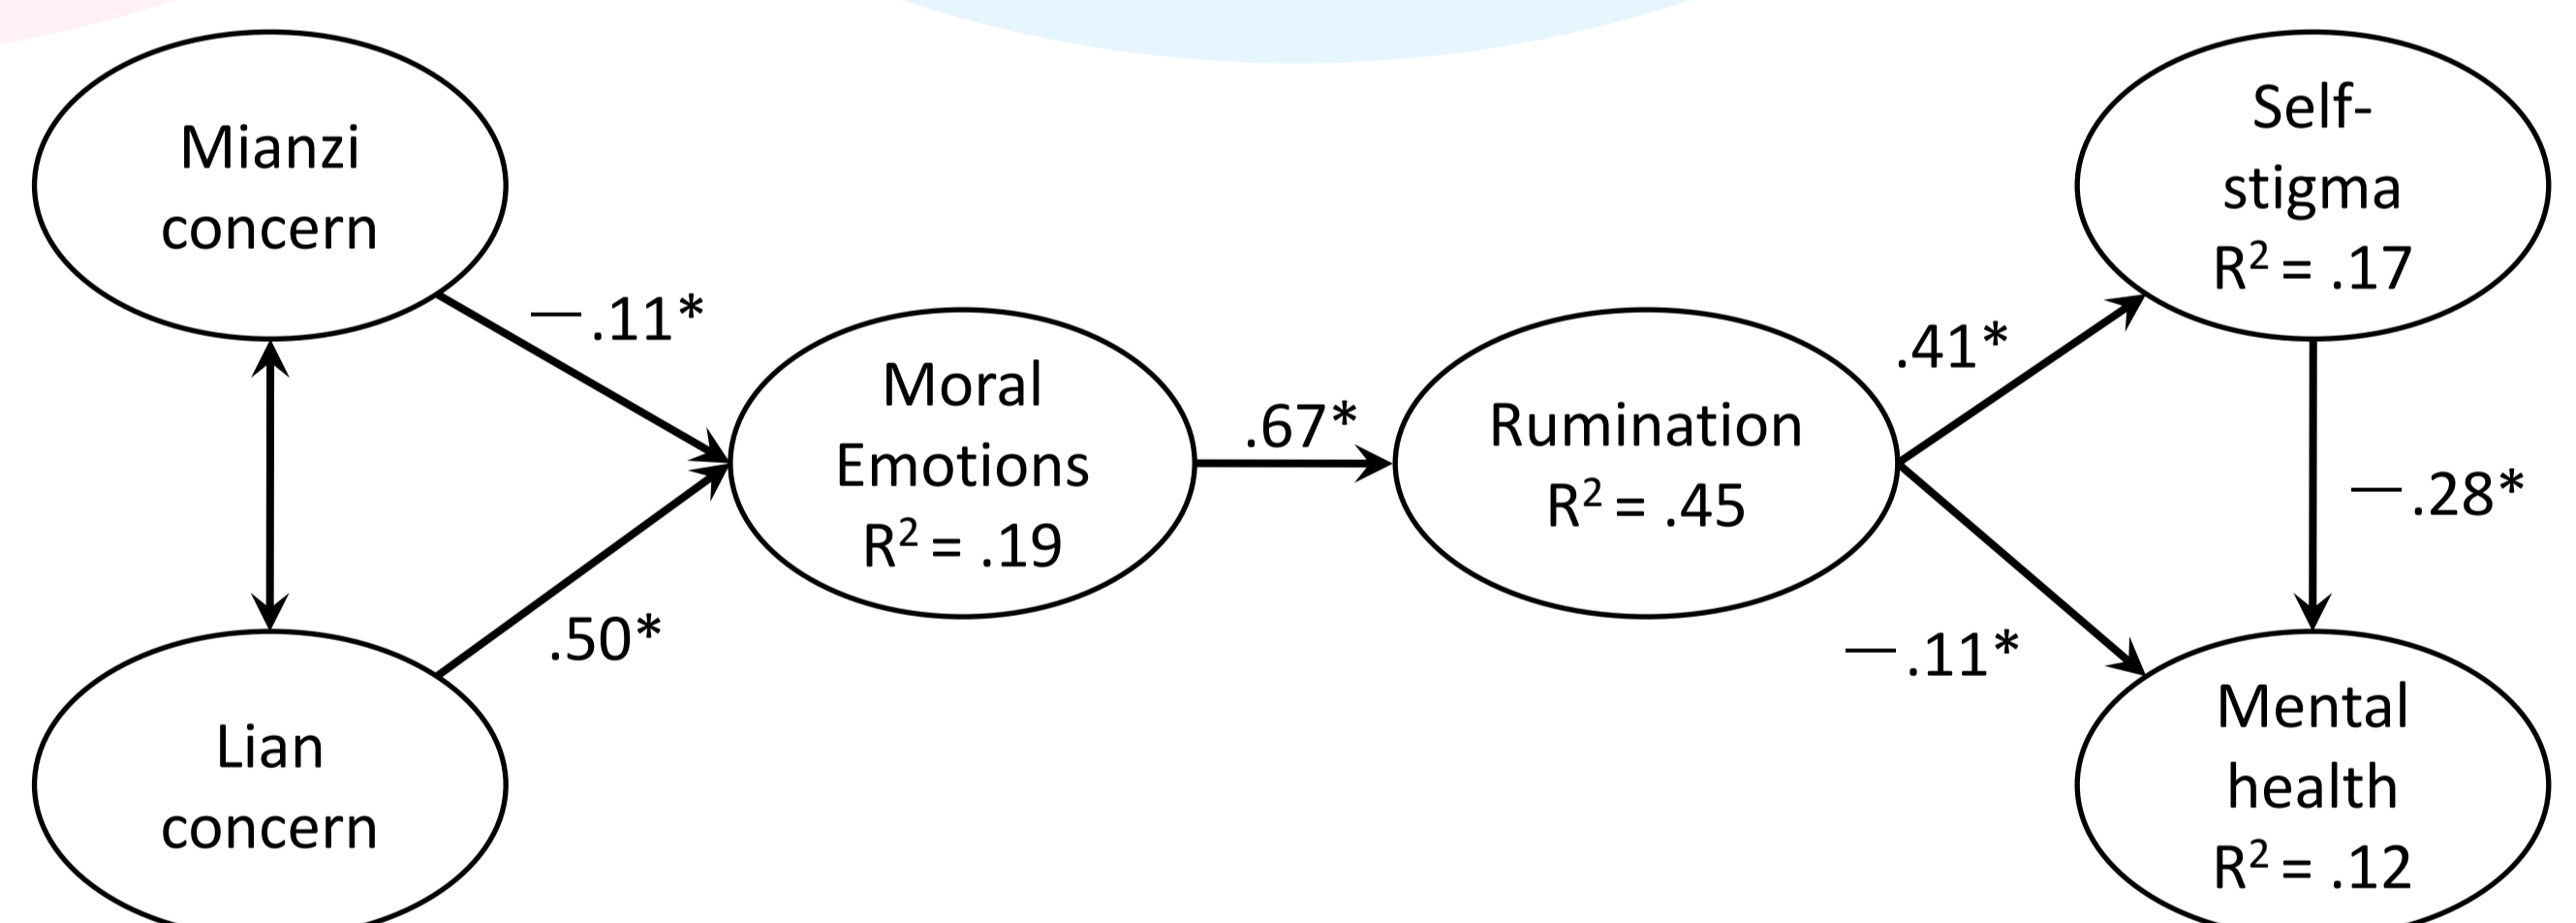 Mianzi
concern
—.11*
Lian
concern
.50*
Moral
Emotions
R² = .19
.67*
Rumination
R² = .45
.41*
—.11*
Self-
stigma
R² = .17
—.28*
Mental
health
R² = .12